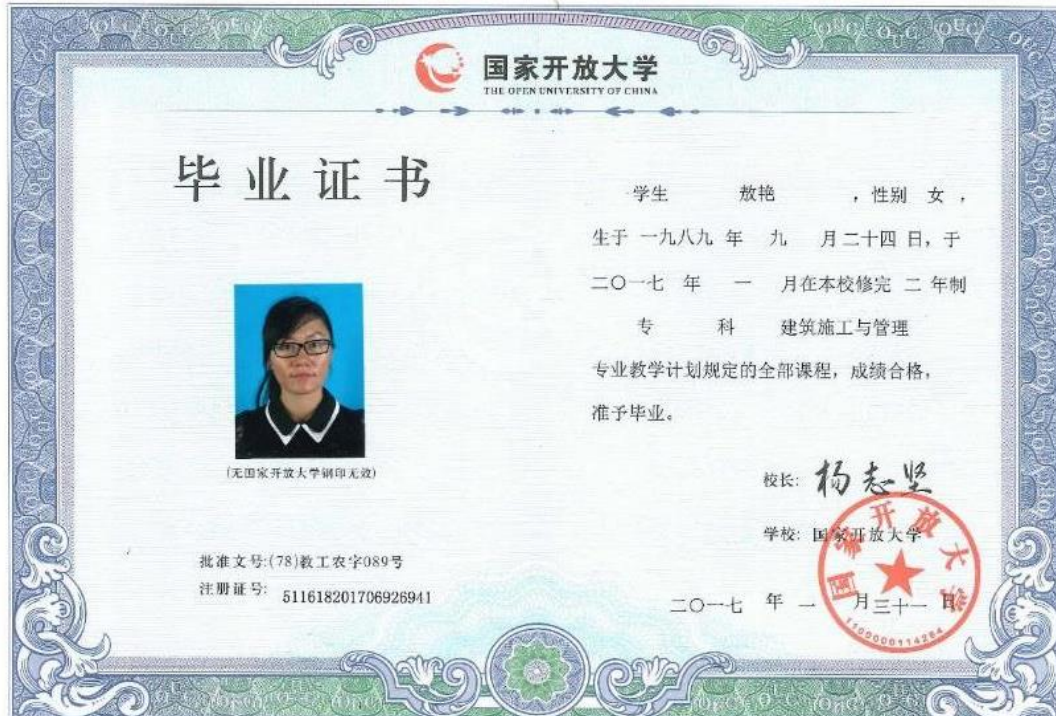 国家开放大学
THE OPEN UNIVERSITY OF CHINA
毕业证书
学生 敖艳 ，性别 女 ，
生于 一九八九 年 九 月 二十四 日，于
二〇一七 年 一 月在本校修完 二 年制
专 科 建筑施工与管理
专业教学计划规定的全部课程，成绩合格，
准予毕业。
(无国家开放大学钢印无效)
校长: 杨志坚
学校: 国家开放大学
批准文号:(78)教工农字089号
注册证号: 511618201706926941
二〇一七 年 一 月三十一 日
国家开放大学
1100000114284